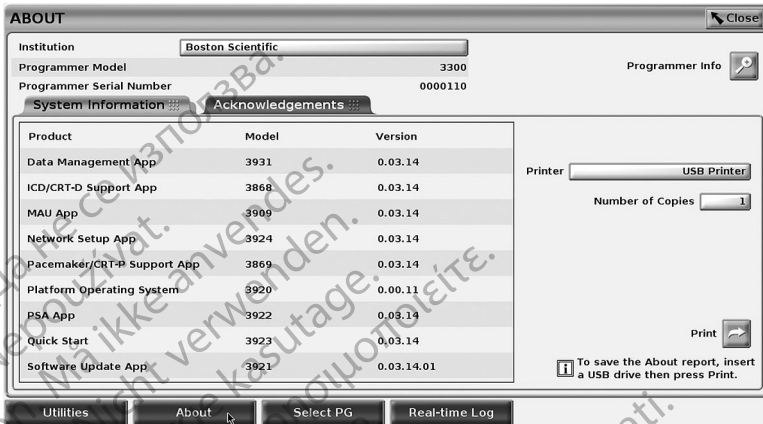 ABOUT
Close
Institution Boston Scientific
Programmer Model 3300
Programmer Info
Programmer Serial Number 0000110
System Information Acknowledgements
Product Model Version
Data Management App 3931 0.03.14
ICD/CRT-D Support App 3868 0.03.14
MAU App 3909 0.03.14
Network Setup App 3924 0.03.14
Pacemaker/CRT-P Support App 3869 0.03.14
Platform Operating System 3920 0.00.11
PSA App 3922 0.03.14
Quick Start 3923 0.03.14
Software Update App 3921 0.03.14.01
Printer USB Printer
Number of Copies 1
Print
To save the About report, insert
a USB drive then press Print.
Utilities About Select PG Real-time Log
не се използва.
Nepoužívat.
Må ikke anvendes.
nicht verwenden.
kasutage.